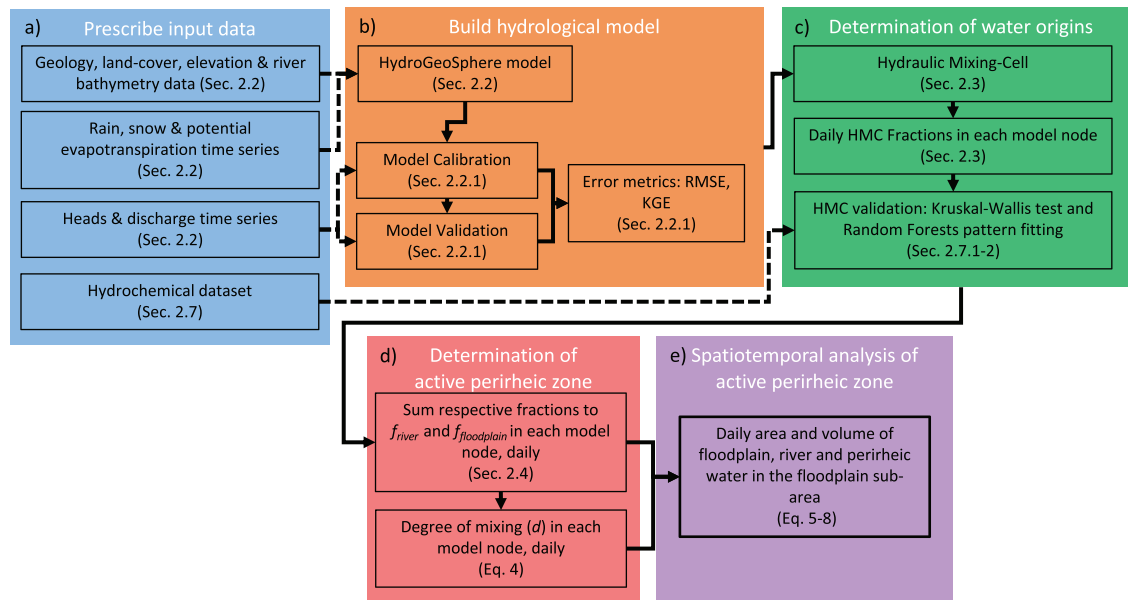 a) Prescribe input data
Geology, land-cover, elevation & river
bathymetry data (Sec. 2.2)
Rain, snow & potential
evapotranspiration time series
(Sec. 2.2)
Heads & discharge time series
(Sec. 2.2)
Hydrochemical dataset
(Sec. 2.7)
b) Build hydrological model
HydroGeoSphere model
(Sec. 2.2)
Model Calibration
(Sec. 2.2.1)
Model Validation
(Sec. 2.2.1)
Error metrics: RMSE,
KGE
(Sec. 2.2.1)
c) Determination of water origins
Hydraulic Mixing-Cell
(Sec. 2.3)
Daily HMC Fractions in each model node
(Sec. 2.3)
HMC validation: Kruskal-Wallis test and
Random Forests pattern fitting
(Sec. 2.7.1-2)
d) Determination of
active perirheic zone
Sum respective fractions to
f_river and f_floodplain in each model
node, daily
(Sec. 2.4)
Degree of mixing (d) in each
model node, daily
(Eq. 4)
e) Spatiotemporal analysis of
active perirheic zone
Daily area and volume of
floodplain, river and perirheic
water in the floodplain sub-
area
(Eq. 5-8)